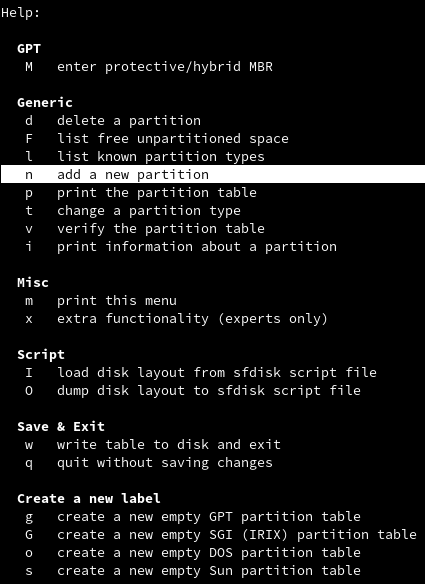 Help:
GPT
M enter protective/hybrid MBR
Generic
d delete a partition
F list free unpartitioned space
l list known partition types
n add a new partition
p print the partition table
t change a partition type
v verify the partition table
i print information about a partition
Misc
m print this menu
x extra functionality (experts only)
Script
I load disk layout from sfdisk script file
O dump disk layout to sfdisk script file
Save & Exit
w write table to disk and exit
q quit without saving changes
Create a new label
g create a new empty GPT partition table
G create a new empty SGI (IRIX) partition table
o create a new empty DOS partition table
s create a new empty Sun partition table